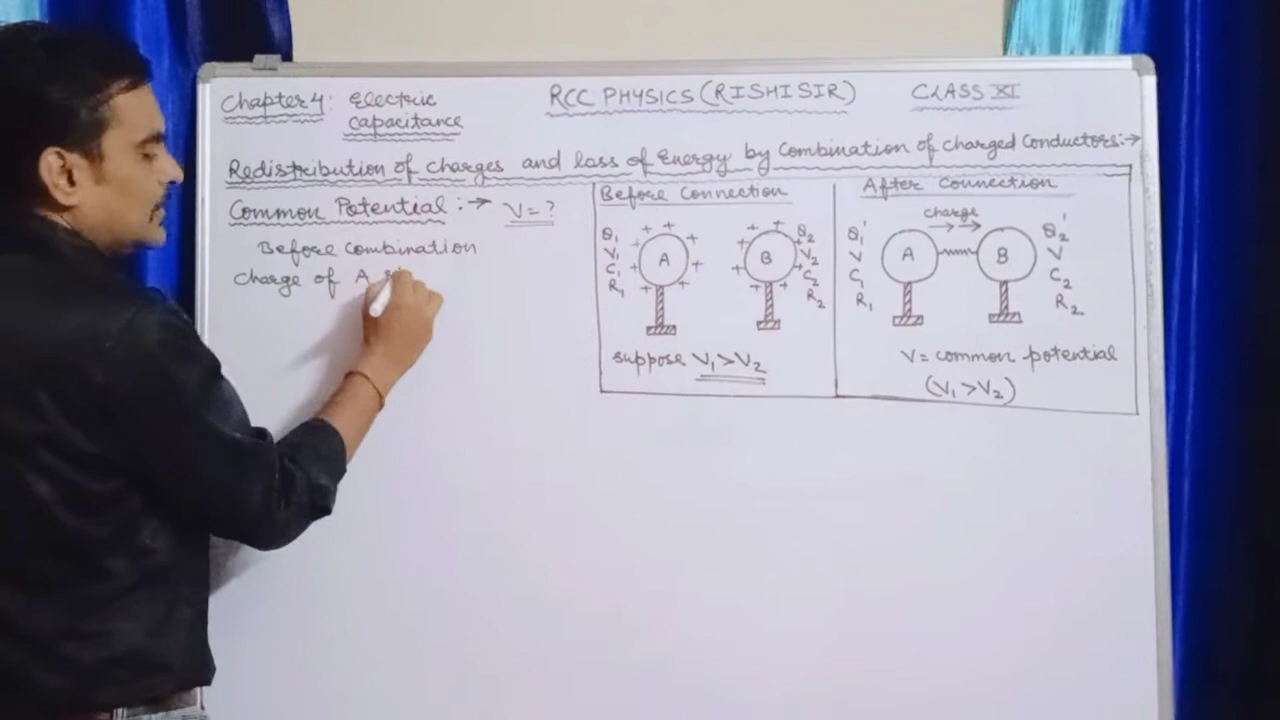 Chapter 4: Electric Capacitance
RCC PHYSICS (RISHI SIR)
CLASS XI
Redistribution of charges and loss of Energy by Combination of charged Conductors:→
Common Potential :→ V = ?
Before combination
charge of A
Before Connection
Q₁
V₁
C₁
R₁
A
B
Q₂
V₂
C₂
R₂
suppose V₁ > V₂
After Connection
charge
Q₁'
V
C₁
R₁
A
B
Q₂'
V
C₂
R₂
V = common potential
(V₁ > V₂)